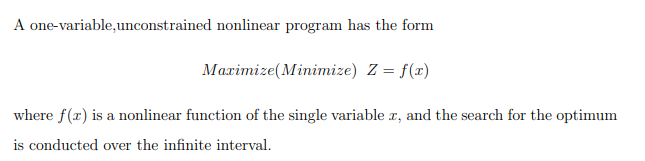 A one-variable,unconstrained nonlinear program has the form
Maximize(Minimize) Z = f(x)
where f(x) is a nonlinear function of the single variable x, and the search for the optimum
is conducted over the infinite interval.